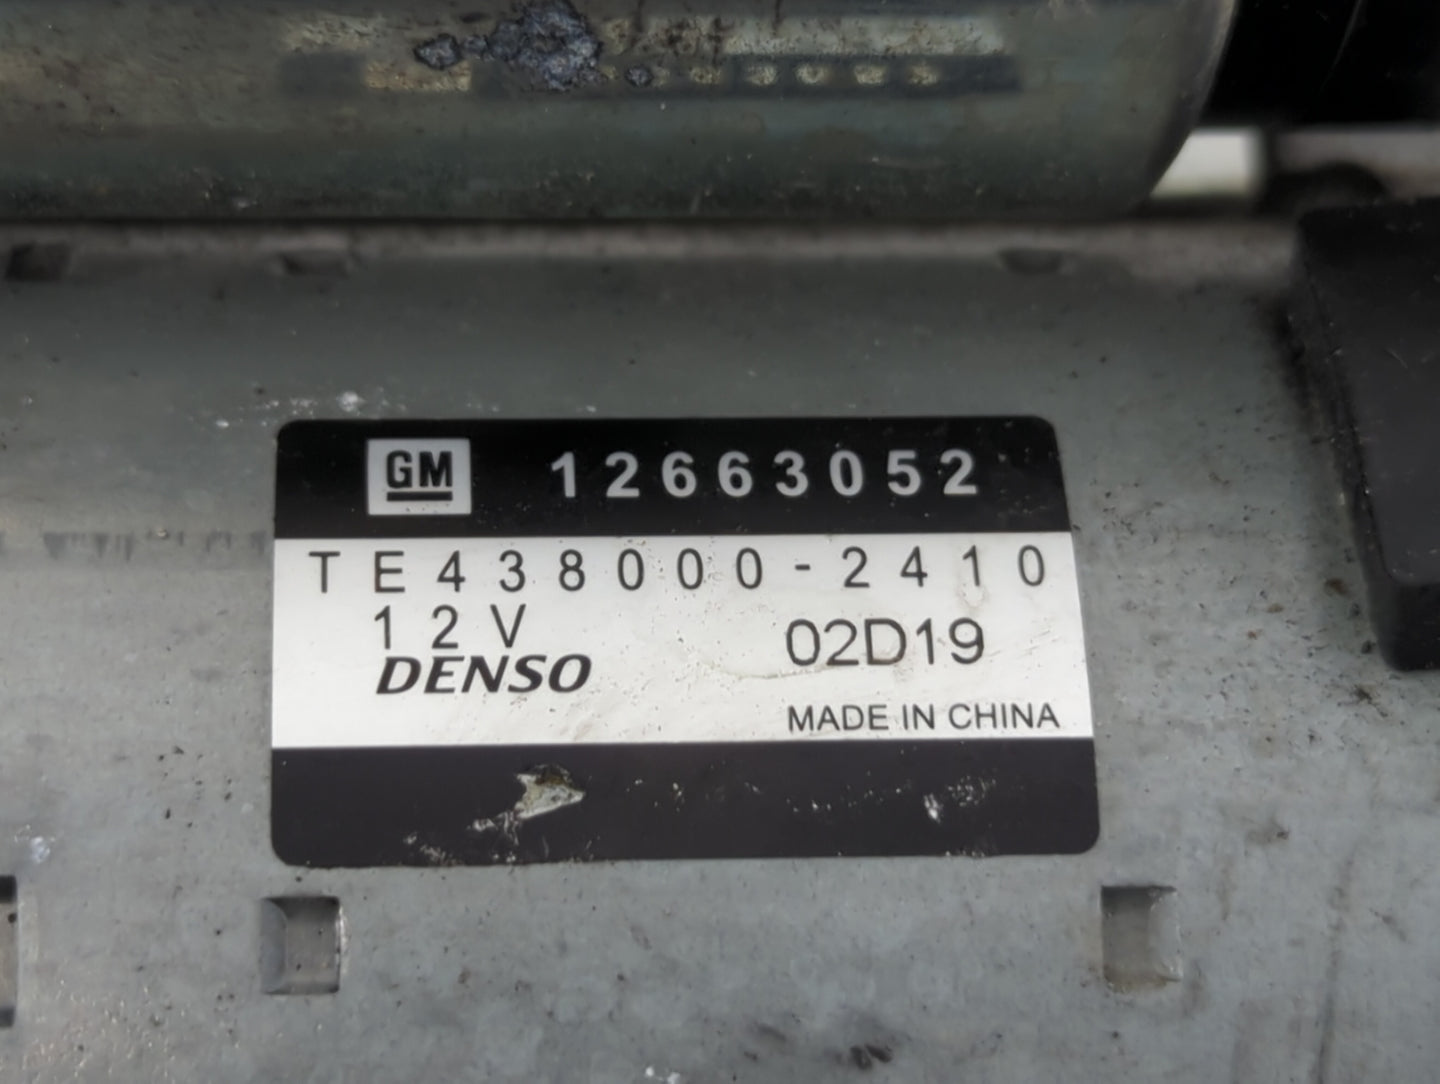 GM 12663052
TE438000-2410
12V
02D19
DENSO
MADE IN CHINA